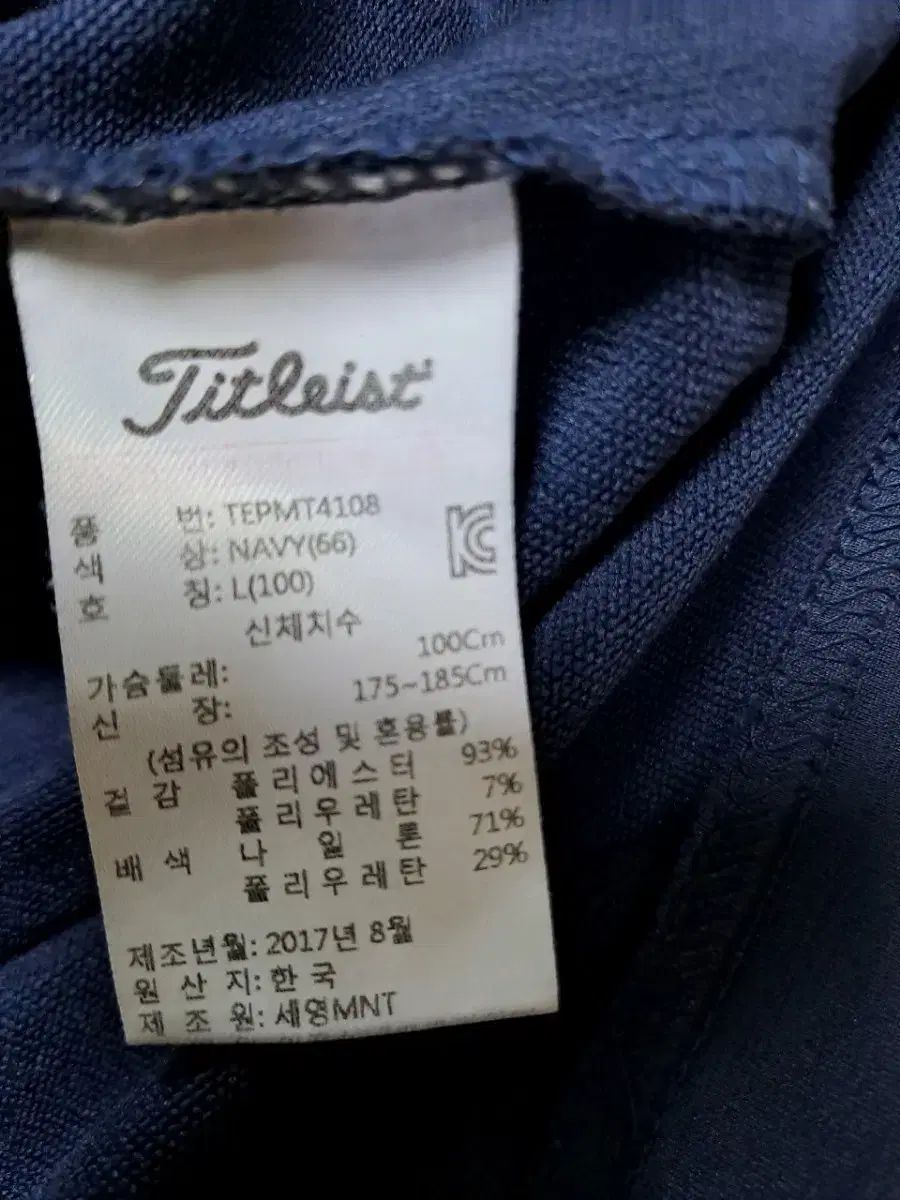 Titleist
품 번: TEPMT4108
색 상: NAVY(66)
호 칭: L(100)
KC
신체치수
가슴둘레: 100Cm
신 장: 175~185Cm
(섬유의 조성 및 혼용률)
겉 감 폴리에스터 93%
폴리우레탄 7%
배 색 나 일 론 71%
폴리우레탄 29%
제조년월: 2017년 8월
원 산 지: 한 국
제 조 원: 세영MNT